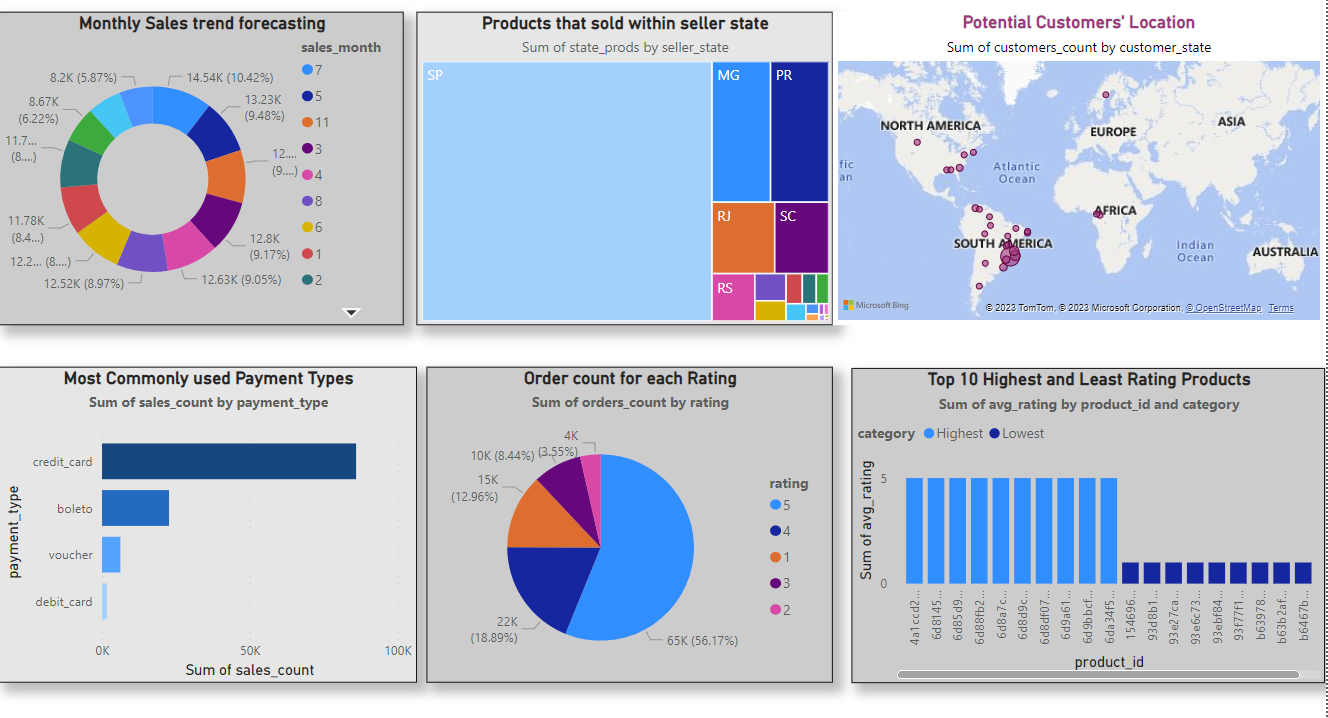 Monthly Sales trend forecasting
sales_month
7
5
11
3
4
8
6
1
2
14.54K (10.42%)
13.23K
(9.48%)
12....
(9....)
12.8K
(9.17%)
12.63K (9.05%)
12.52K (8.97%)
12.2... (8....)
11.78K
(8.4...)
11.7...
(8....)
8.67K
(6.22%)
8.2K (5.87%)
Products that sold within seller state
Sum of state_prods by seller_state
SP
MG
PR
RJ
SC
RS
Potential Customers' Location
Sum of customers_count by customer_state
NORTH AMERICA
EUROPE
ASIA
fic
an
Atlantic
Ocean
AFRICA
SOUTH AMERICA
Indian
Ocean
AUSTRALIA
Microsoft Bing
© 2023 TomTom, © 2023 Microsoft Corporation, © OpenStreetMap Terms
Most Commonly used Payment Types
Sum of sales_count by payment_type
payment_type
credit_card
boleto
voucher
debit_card
0K 50K 100K
Sum of sales_count
Order count for each Rating
Sum of orders_count by rating
4K
(3.55%)
10K (8.44%)
15K
(12.96%)
22K
(18.89%)
65K (56.17%)
rating
5
4
1
3
2
Top 10 Highest and Least Rating Products
Sum of avg_rating by product_id and category
category Highest Lowest
Sum of avg_rating
5
0
4a1ccd2...
6d8145...
6d85d9...
6d88fb2...
6d8a7c...
6d8d9c...
6d8df07...
6d9a61...
6d9bbcf...
6da34f5...
154696...
93d8b1...
93e27ca...
93e6c73...
93ebf84...
93f77f1...
b63978...
b63b2af...
b6467b...
product_id